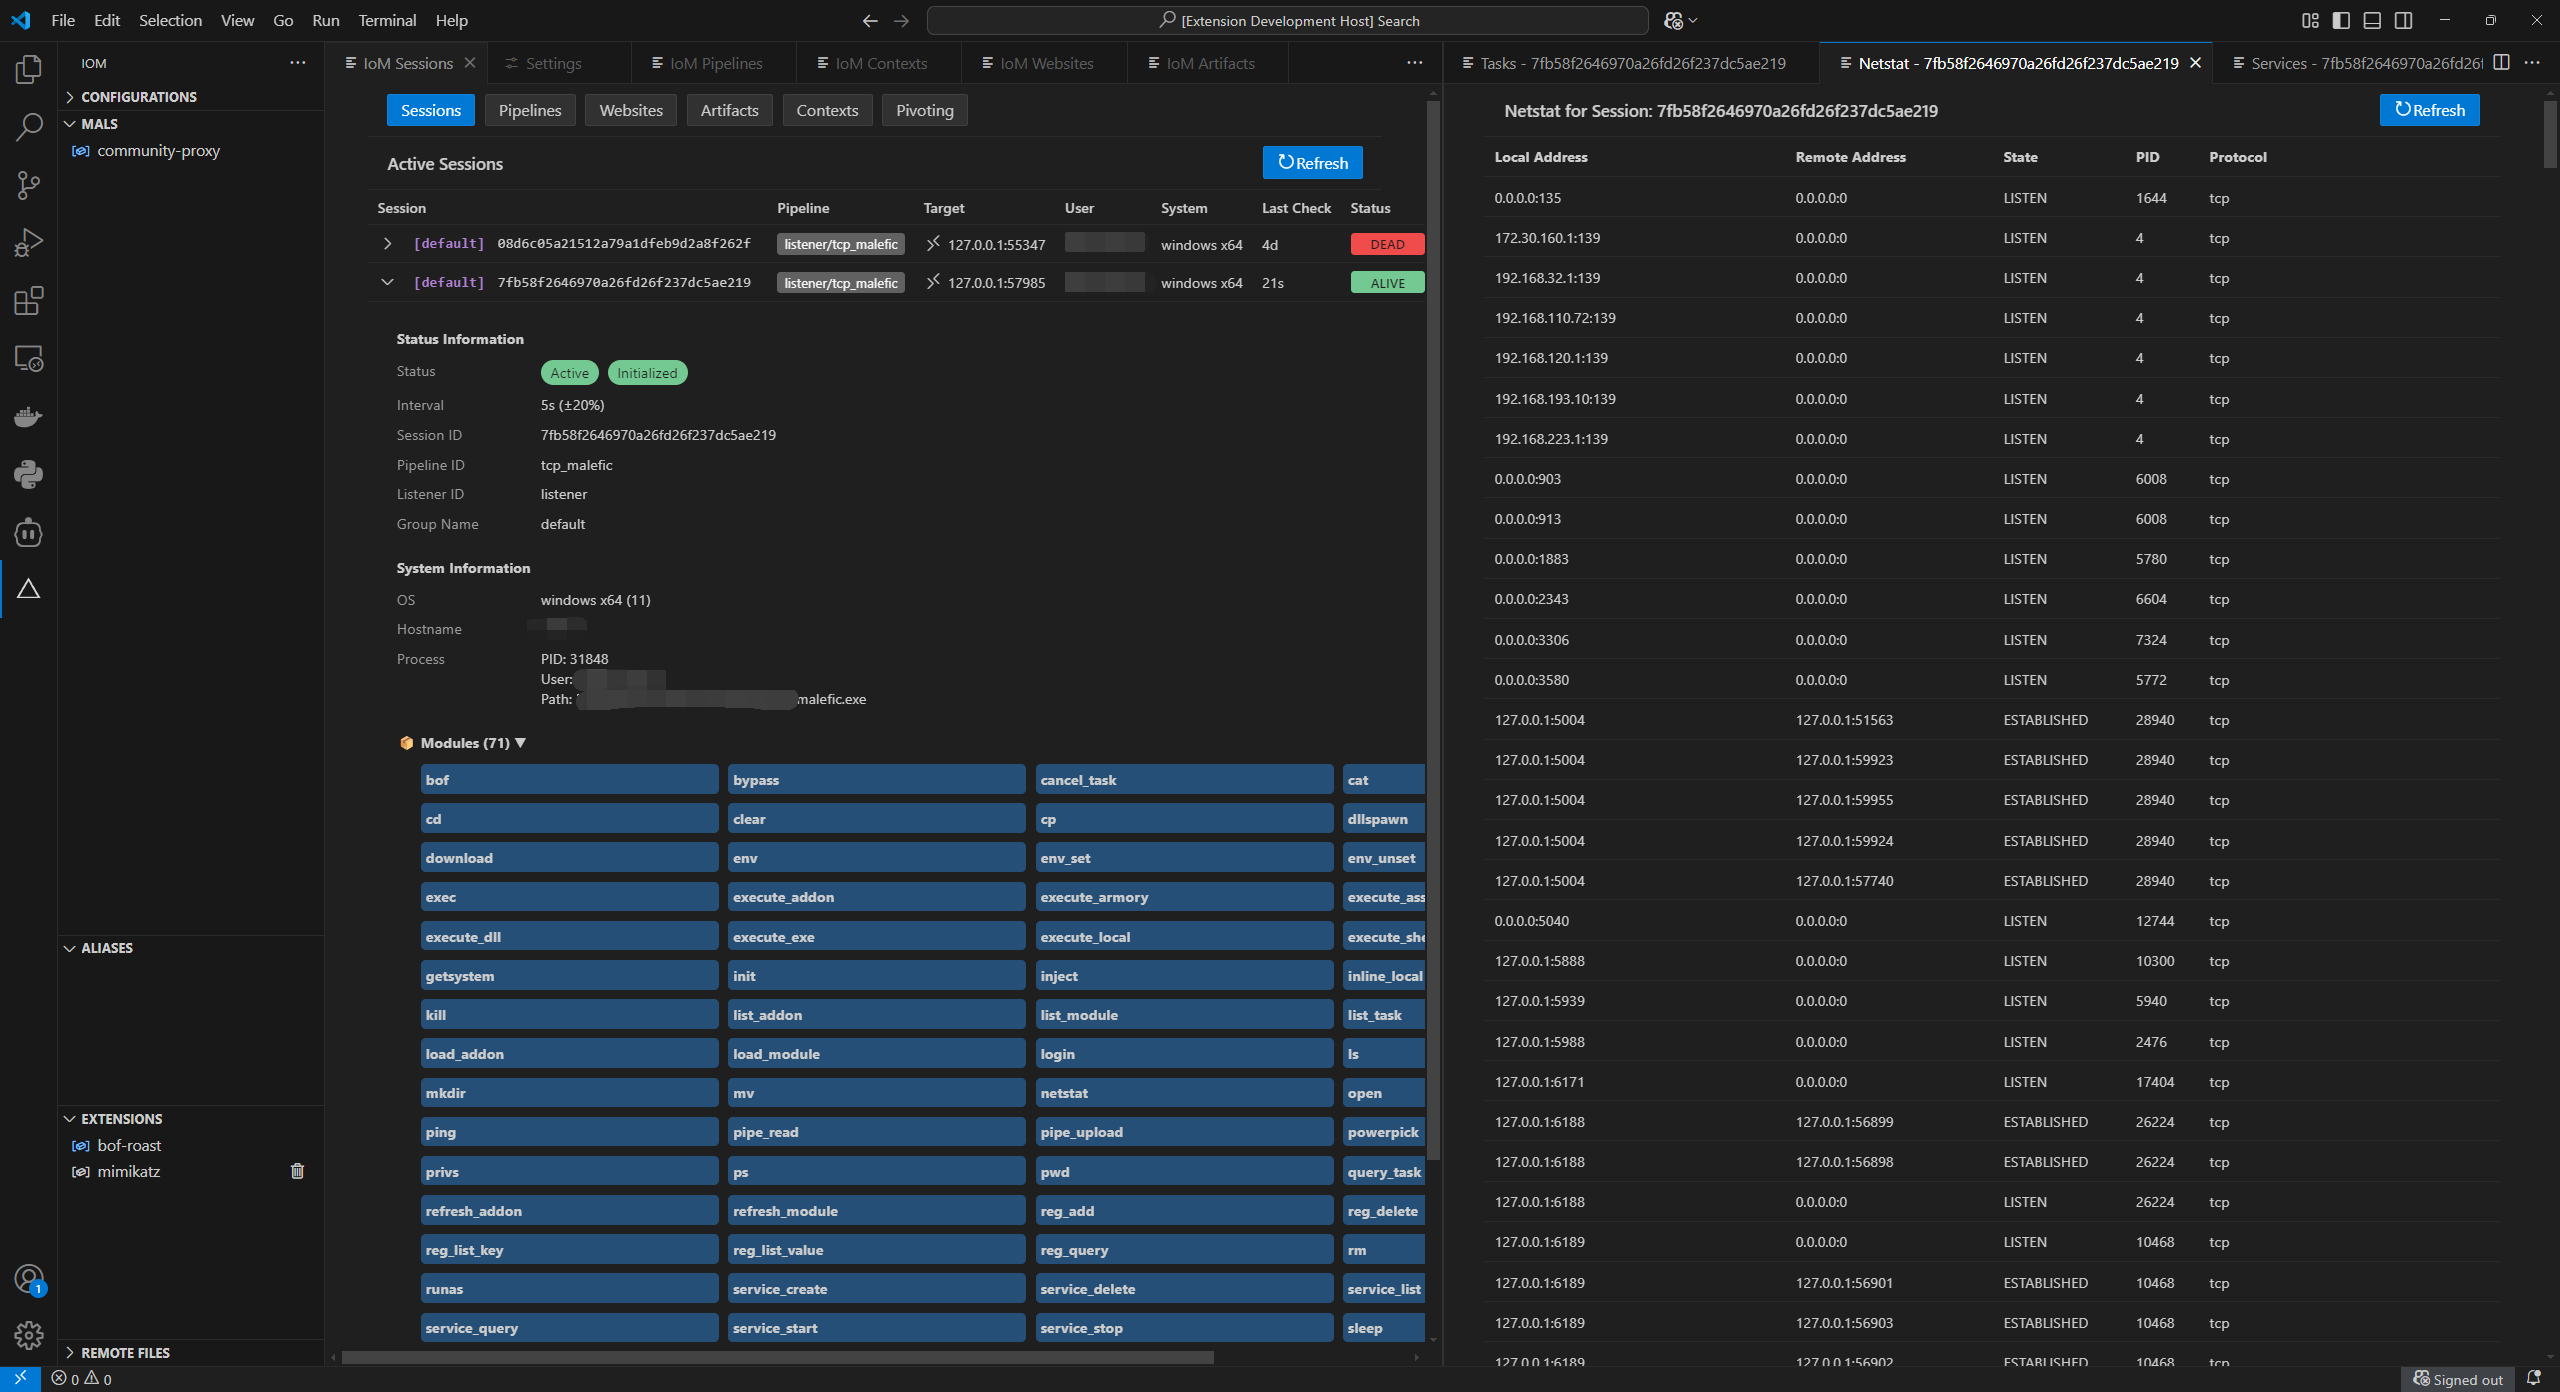 File Edit Selection View Go Run Terminal Help
[Extension Development Host] Search
IOM
CONFIGURATIONS
MALS
community-proxy
ALIASES
EXTENSIONS
bof-roast
mimikatz
REMOTE FILES
1
IoM Sessions Settings IoM Pipelines IoM Contexts IoM Websites IoM Artifacts
Sessions Pipelines Websites Artifacts Contexts Pivoting
Active Sessions Refresh
Session Pipeline Target User System Last Check Status
[default] 08d6c05a21512a79a1dfeb9d2a8f262f listener/tcp_malefic 127.0.0.1:55347 windows x64 4d DEAD
[default] 7fb58f2646970a26fd26f237dc5ae219 listener/tcp_malefic 127.0.0.1:57985 windows x64 21s ALIVE
Status Information
Status Active Initialized
Interval 5s (±20%)
Session ID 7fb58f2646970a26fd26f237dc5ae219
Pipeline ID tcp_malefic
Listener ID listener
Group Name default
System Information
OS windows x64 (11)
Hostname
Process PID: 31848
User:
Path: malefic.exe
Modules (71) ▼
bof bypass cancel_task cat
cd clear cp dllspawn
download env env_set env_unset
exec execute_addon execute_armory execute_ass
execute_dll execute_exe execute_local execute_she
getsystem init inject inline_local
kill list_addon list_module list_task
load_addon load_module login ls
mkdir mv netstat open
ping pipe_read pipe_upload powerpick
privs ps pwd query_task
refresh_addon refresh_module reg_add reg_delete
reg_list_key reg_list_value reg_query rm
runas service_create service_delete service_list
service_query service_start service_stop sleep
Tasks - 7fb58f2646970a26fd26f237dc5ae219 Netstat - 7fb58f2646970a26fd26f237dc5ae219 Services - 7fb58f2646970a26fd26f
Netstat for Session: 7fb58f2646970a26fd26f237dc5ae219 Refresh
Local Address Remote Address State PID Protocol
0.0.0.0:135 0.0.0.0:0 LISTEN 1644 tcp
172.30.160.1:139 0.0.0.0:0 LISTEN 4 tcp
192.168.32.1:139 0.0.0.0:0 LISTEN 4 tcp
192.168.110.72:139 0.0.0.0:0 LISTEN 4 tcp
192.168.120.1:139 0.0.0.0:0 LISTEN 4 tcp
192.168.193.10:139 0.0.0.0:0 LISTEN 4 tcp
192.168.223.1:139 0.0.0.0:0 LISTEN 4 tcp
0.0.0.0:903 0.0.0.0:0 LISTEN 6008 tcp
0.0.0.0:913 0.0.0.0:0 LISTEN 6008 tcp
0.0.0.0:1883 0.0.0.0:0 LISTEN 5780 tcp
0.0.0.0:2343 0.0.0.0:0 LISTEN 6604 tcp
0.0.0.0:3306 0.0.0.0:0 LISTEN 7324 tcp
0.0.0.0:3580 0.0.0.0:0 LISTEN 5772 tcp
127.0.0.1:5004 127.0.0.1:51563 ESTABLISHED 28940 tcp
127.0.0.1:5004 127.0.0.1:59923 ESTABLISHED 28940 tcp
127.0.0.1:5004 127.0.0.1:59955 ESTABLISHED 28940 tcp
127.0.0.1:5004 127.0.0.1:59924 ESTABLISHED 28940 tcp
127.0.0.1:5004 127.0.0.1:57740 ESTABLISHED 28940 tcp
0.0.0.0:5040 0.0.0.0:0 LISTEN 12744 tcp
127.0.0.1:5888 0.0.0.0:0 LISTEN 10300 tcp
127.0.0.1:5939 0.0.0.0:0 LISTEN 5940 tcp
127.0.0.1:5988 0.0.0.0:0 LISTEN 2476 tcp
127.0.0.1:6171 0.0.0.0:0 LISTEN 17404 tcp
127.0.0.1:6188 127.0.0.1:56899 ESTABLISHED 26224 tcp
127.0.0.1:6188 127.0.0.1:56898 ESTABLISHED 26224 tcp
127.0.0.1:6188 0.0.0.0:0 LISTEN 26224 tcp
127.0.0.1:6189 0.0.0.0:0 LISTEN 10468 tcp
127.0.0.1:6189 127.0.0.1:56901 ESTABLISHED 10468 tcp
127.0.0.1:6189 127.0.0.1:56903 ESTABLISHED 10468 tcp
127.0.0.1:6189 127.0.0.1:56902 ESTABLISHED 10468 tcp
0 0
Signed out